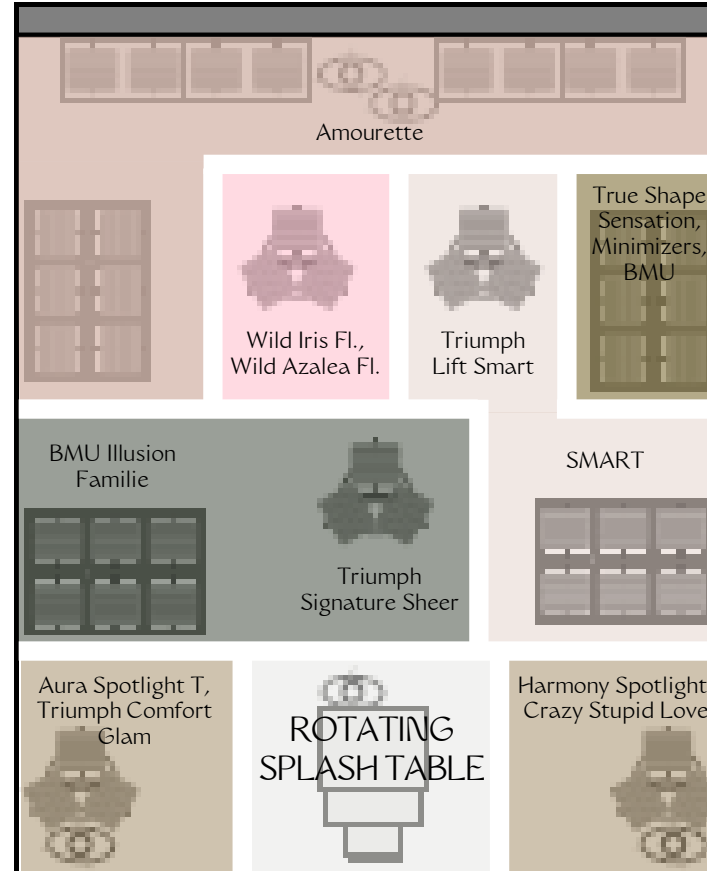 Amourette
True Shape
Sensation,
Minimizers,
BMU
Wild Iris Fl.,
Wild Azalea Fl.
Triumph
Lift Smart
BMU Illusion
Familie
SMART
Triumph
Signature Sheer
Aura Spotlight T,
Triumph Comfort
Glam
ROTATING
SPLASH TABLE
Harmony Spotlight
Crazy Stupid Love